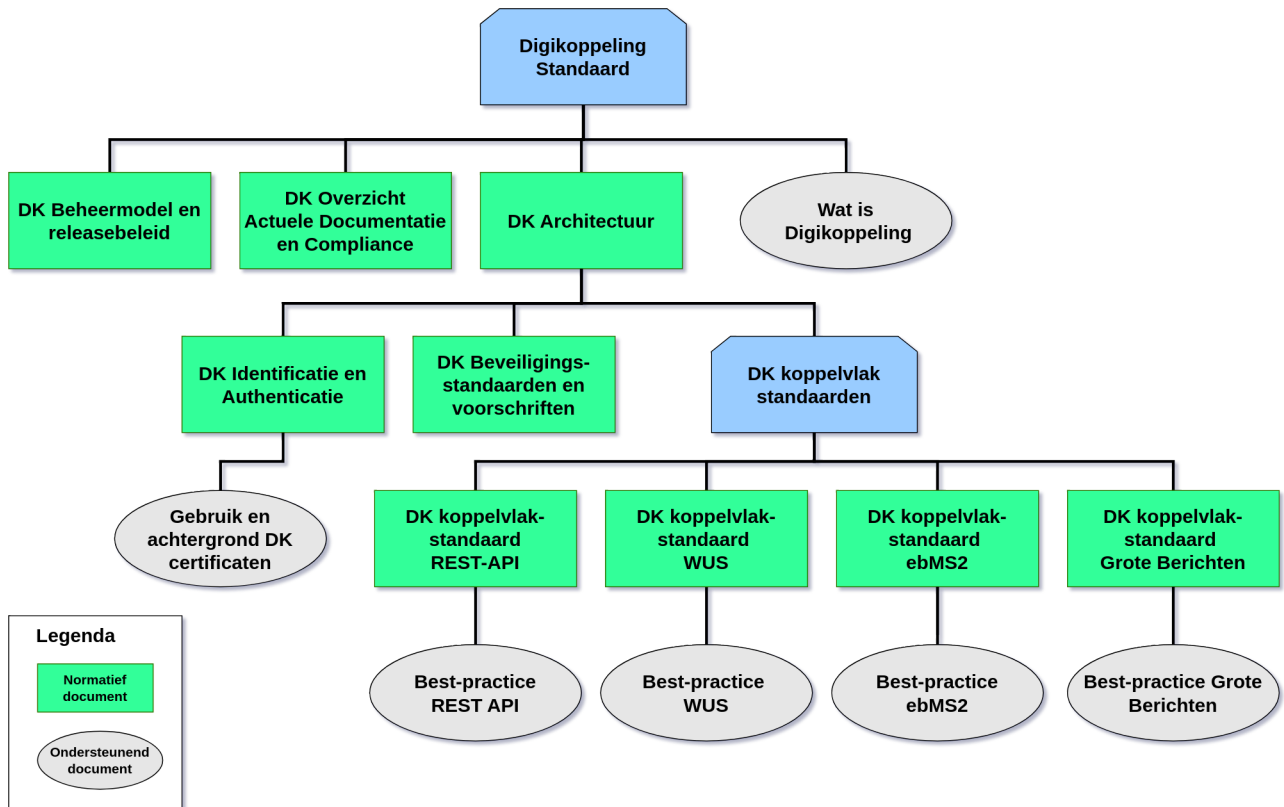 Digikoppeling
Standaard
DK Beheermodel en
releasebeleid
DK Overzicht
Actuele Documentatie
en Compliance
DK Architectuur
Wat is
Digikoppeling
DK Identificatie en
Authenticatie
DK Beveiligings-
standaarden en
voorschriften
DK koppelvlak
standaarden
Gebruik en
achtergrond DK
certificaten
DK koppelvlak-
standaard
REST-API
DK koppelvlak-
standaard
WUS
DK koppelvlak-
standaard
ebMS2
DK koppelvlak-
standaard
Grote Berichten
Best-practice
REST API
Best-practice
WUS
Best-practice
ebMS2
Best-practice Grote
Berichten
Legenda
Normatief
document
Ondersteunend
document